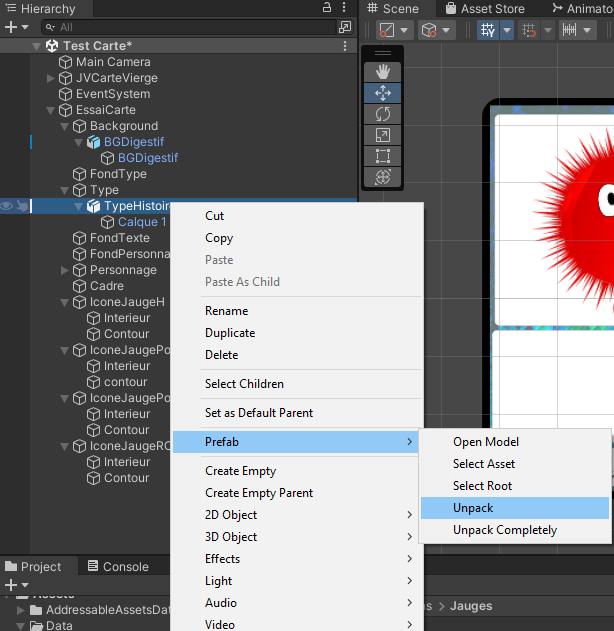 Hierarchy
Scene
Asset Store
Animato
All
Test Carte*
Main Camera
JVCarteVierge
EventSystem
EssaiCarte
Background
BGDigestif
BGDigestif
FondType
Type
TypeHistoire
Calque 1
FondTexte
FondPersonna
Personnage
Cadre
IconeJaugeH
Interieur
Contour
IconeJaugePo
Interieur
contour
IconeJaugePo
Interieur
Contour
IconeJaugeRC
Interieur
Contour
Cut
Copy
Paste
Paste As Child
Rename
Duplicate
Delete
Select Children
Set as Default Parent
Prefab
Create Empty
Create Empty Parent
2D Object
3D Object
Effects
Light
Audio
Video
Open Model
Select Asset
Select Root
Unpack
Unpack Completely
Project
Console
Assets
AddressableAssetsDat
Data
s > Jauges